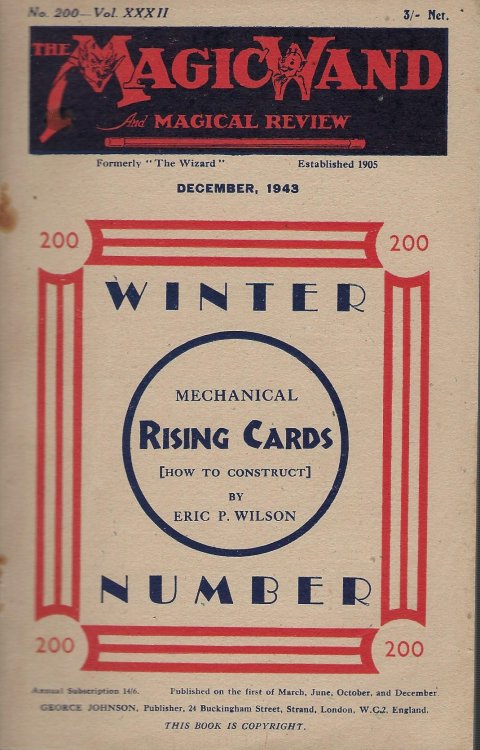 No. 200—Vol. XXXII 3/- Net.
THE MAGIC WAND
And MAGICAL REVIEW
Formerly "The Wizard" Established 1905
DECEMBER, 1943
200 200
WINTER
MECHANICAL
RISING CARDS
[HOW TO CONSTRUCT]
BY
ERIC P. WILSON
NUMBER
200 200
Annual Subscription 14/6. Published on the first of March, June, October, and December
GEORGE JOHNSON, Publisher, 24 Buckingham Street, Strand, London, W.C.2. England.
THIS BOOK IS COPYRIGHT.